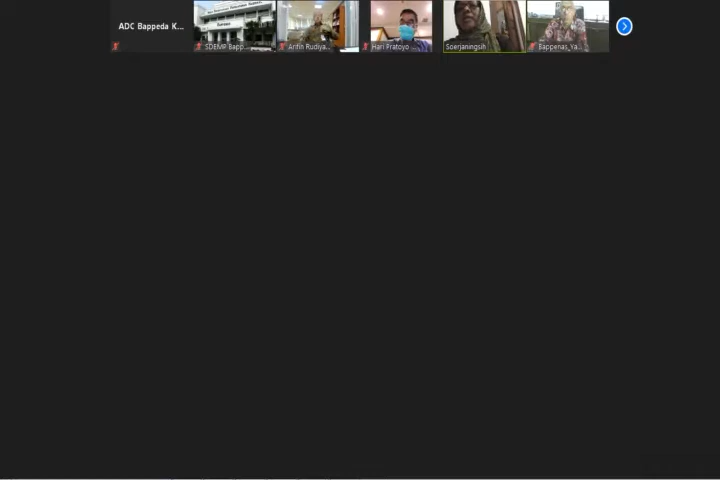 ADC Bappeda K...
SDEMP Bapp...
Arifin Rudiya...
Hari Pratoyo
Soerjaningsih
Bappenas_Ya...